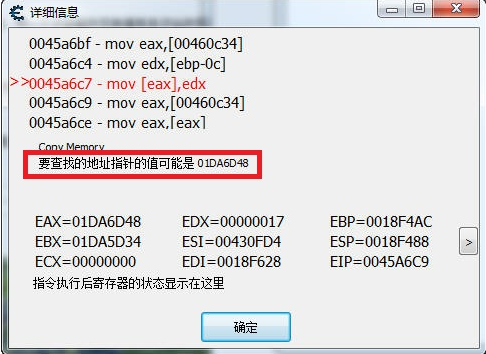 详细信息
0045a6bf - mov eax,[00460c34]
0045a6c4 - mov edx,[ebp-0c]
>>0045a6c7 - mov [eax],edx
0045a6c9 - mov eax,[00460c34]
0045a6ce - mov eax,[eax]
Copy Memory
要查找的地址指针的值可能是 01DA6D48
EAX=01DA6D48 EDX=00000017 EBP=0018F4AC
EBX=01DA5D34 ESI=00430FD4 ESP=0018F488
ECX=00000000 EDI=0018F628 EIP=0045A6C9
>
指令执行后寄存器的状态显示在这里
确定